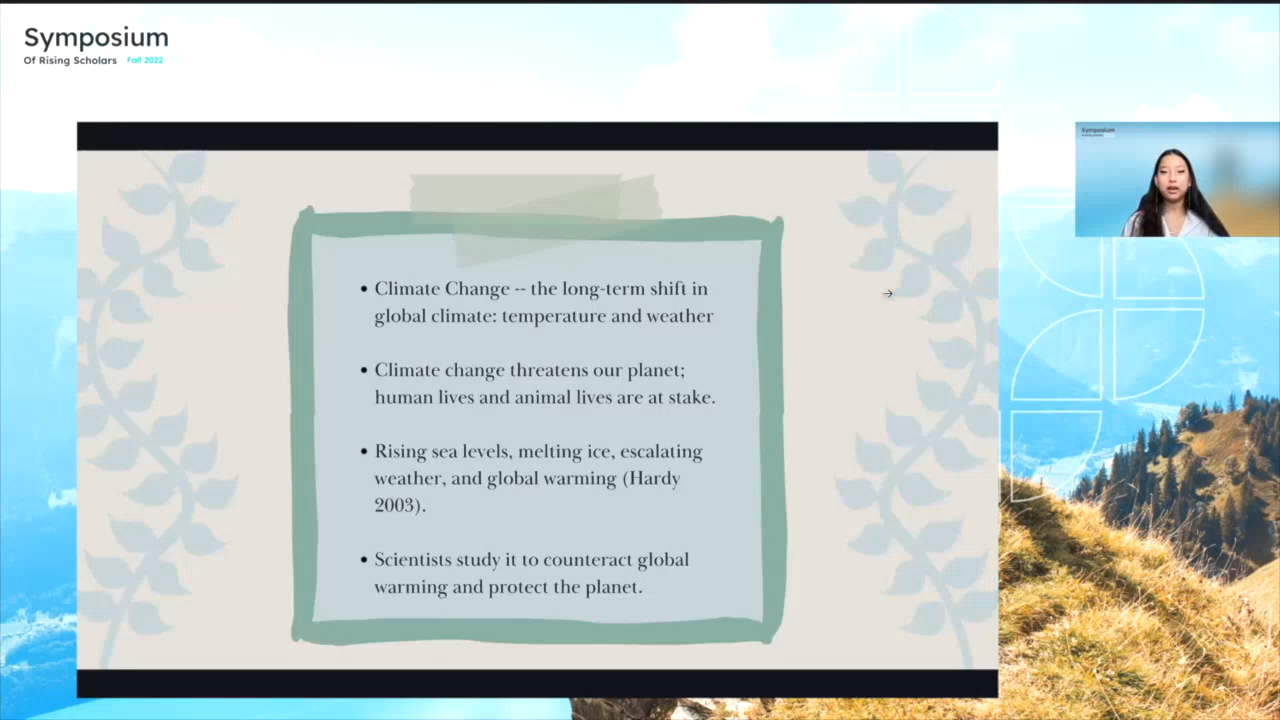 Symposium
Of Rising Scholars Fall 2022
Symposium
• Climate Change -- the long-term shift in
global climate: temperature and weather
• Climate change threatens our planet;
human lives and animal lives are at stake.
• Rising sea levels, melting ice, escalating
weather, and global warming (Hardy
2003).
• Scientists study it to counteract global
warming and protect the planet.